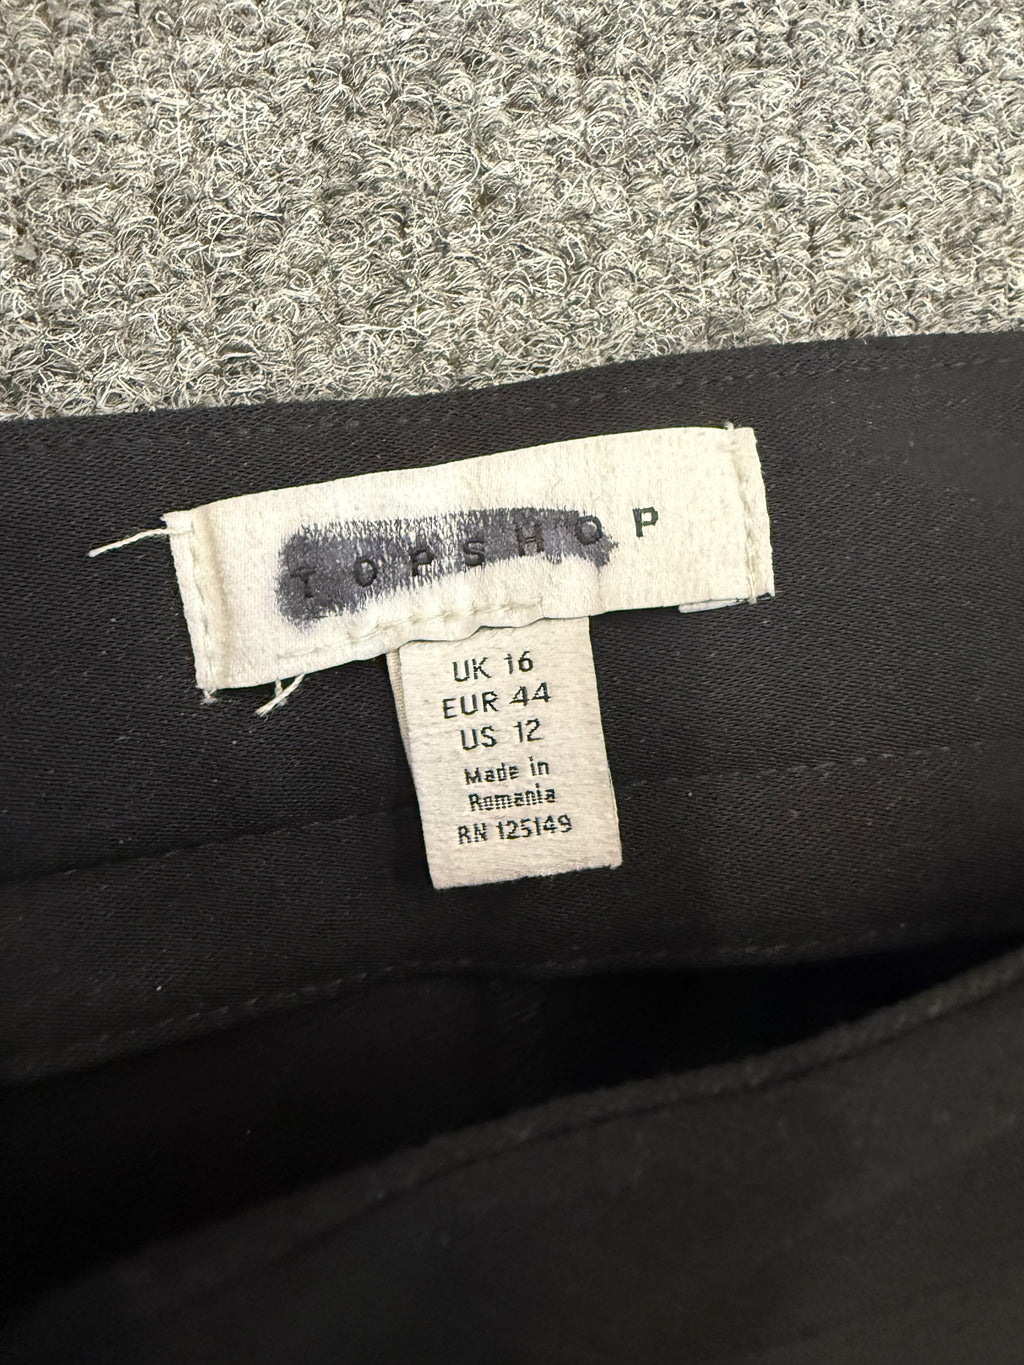 TOPSHOP
UK 16
EUR 44
US 12
Made in
Romania
RN 125149